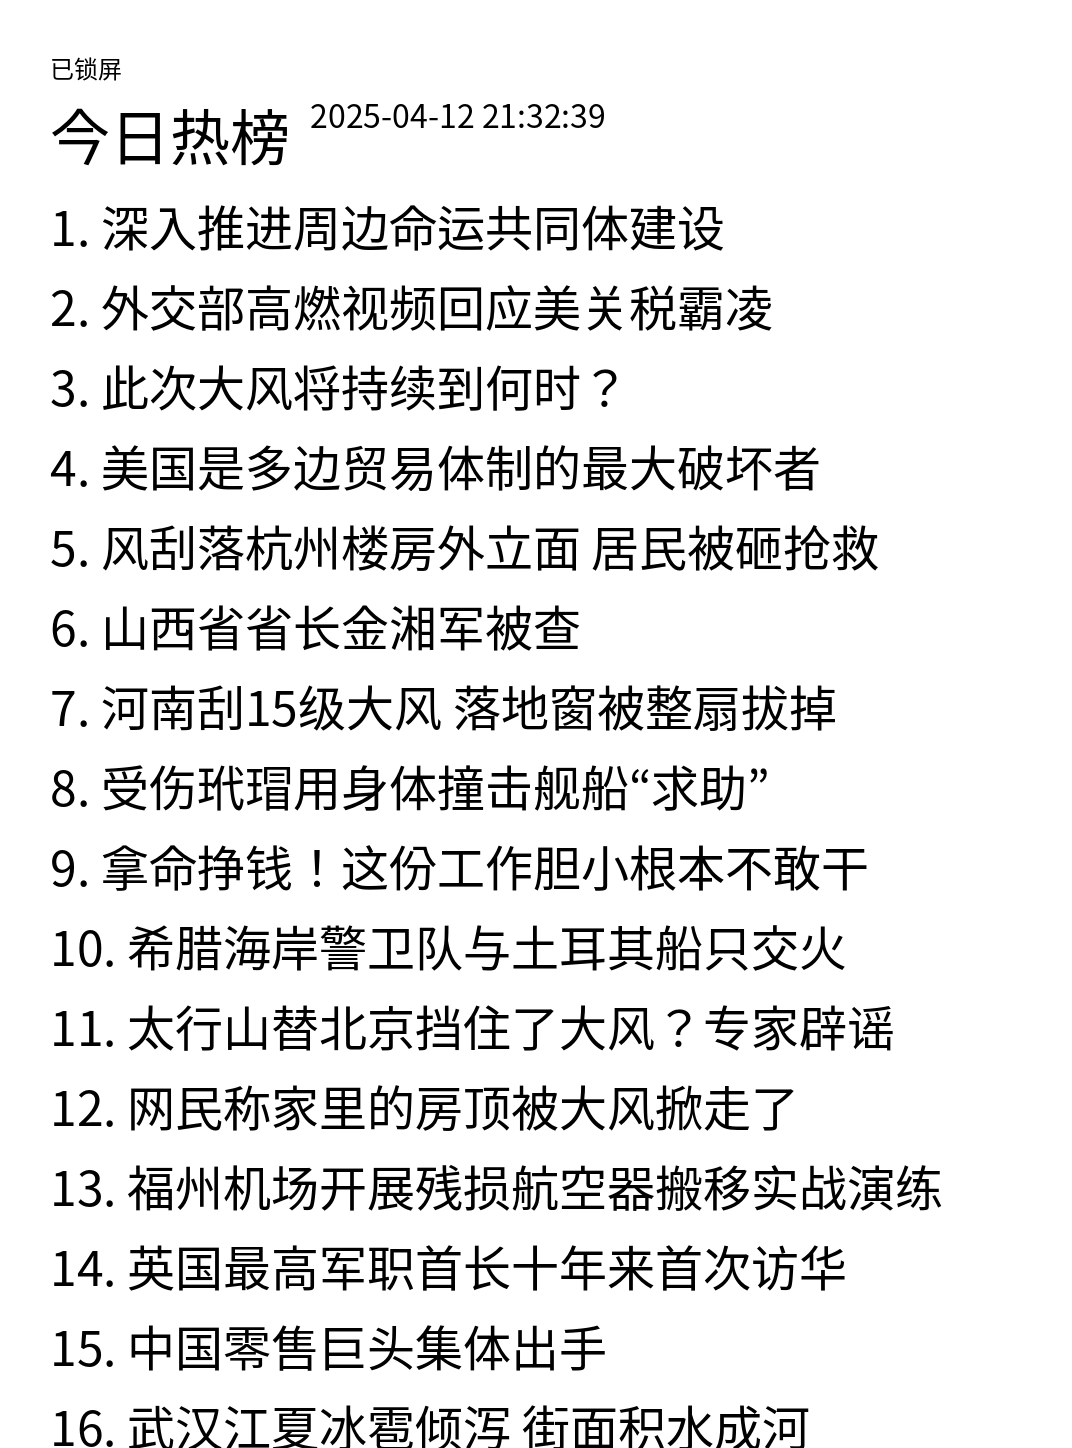 已锁屏
今日热榜 2025-04-12 21:32:39
1. 深入推进周边命运共同体建设
2. 外交部高燃视频回应美关税霸凌
3. 此次大风将持续到何时？
4. 美国是多边贸易体制的最大破坏者
5. 风刮落杭州楼房外立面 居民被砸抢救
6. 山西省省长金湘军被查
7. 河南刮15级大风 落地窗被整扇拔掉
8. 受伤玳瑁用身体撞击舰船“求助”
9. 拿命挣钱！这份工作胆小根本不敢干
10. 希腊海岸警卫队与土耳其船只交火
11. 太行山替北京挡住了大风？专家辟谣
12. 网民称家里的房顶被大风掀走了
13. 福州机场开展残损航空器搬移实战演练
14. 英国最高军职首长十年来首次访华
15. 中国零售巨头集体出手
16. 武汉江夏冰雹倾泻 街面积水成河